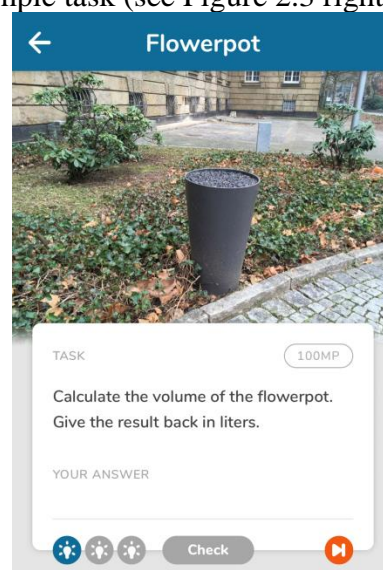 mple task (see Figure 2.3 right
Flowerpot
TASK
100MP
Calculate the volume of the flowerpot.
Give the result back in liters.
YOUR ANSWER
Check